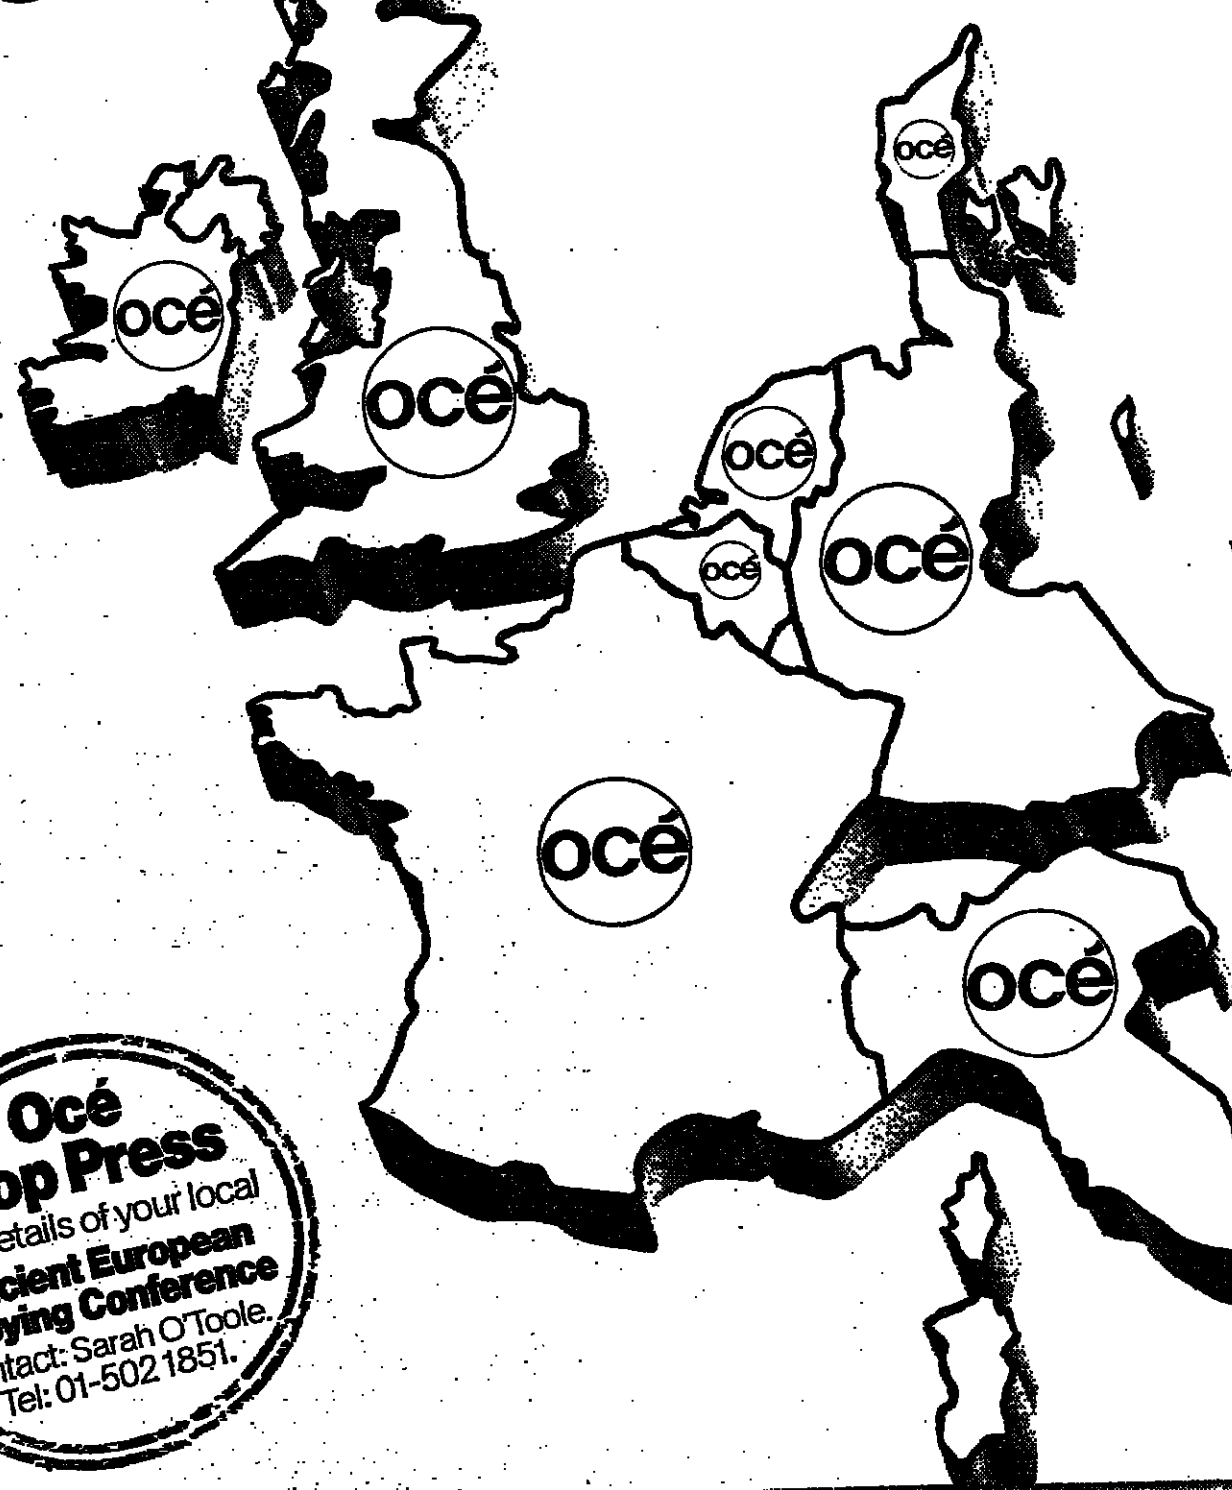 océ
océ
océ
océ
océ
océ
océ
océ
Océ
op Press
etails of your local
cient European
ying Conference
ntact: Sarah O'Toole.
Tel: 01-502 1851.